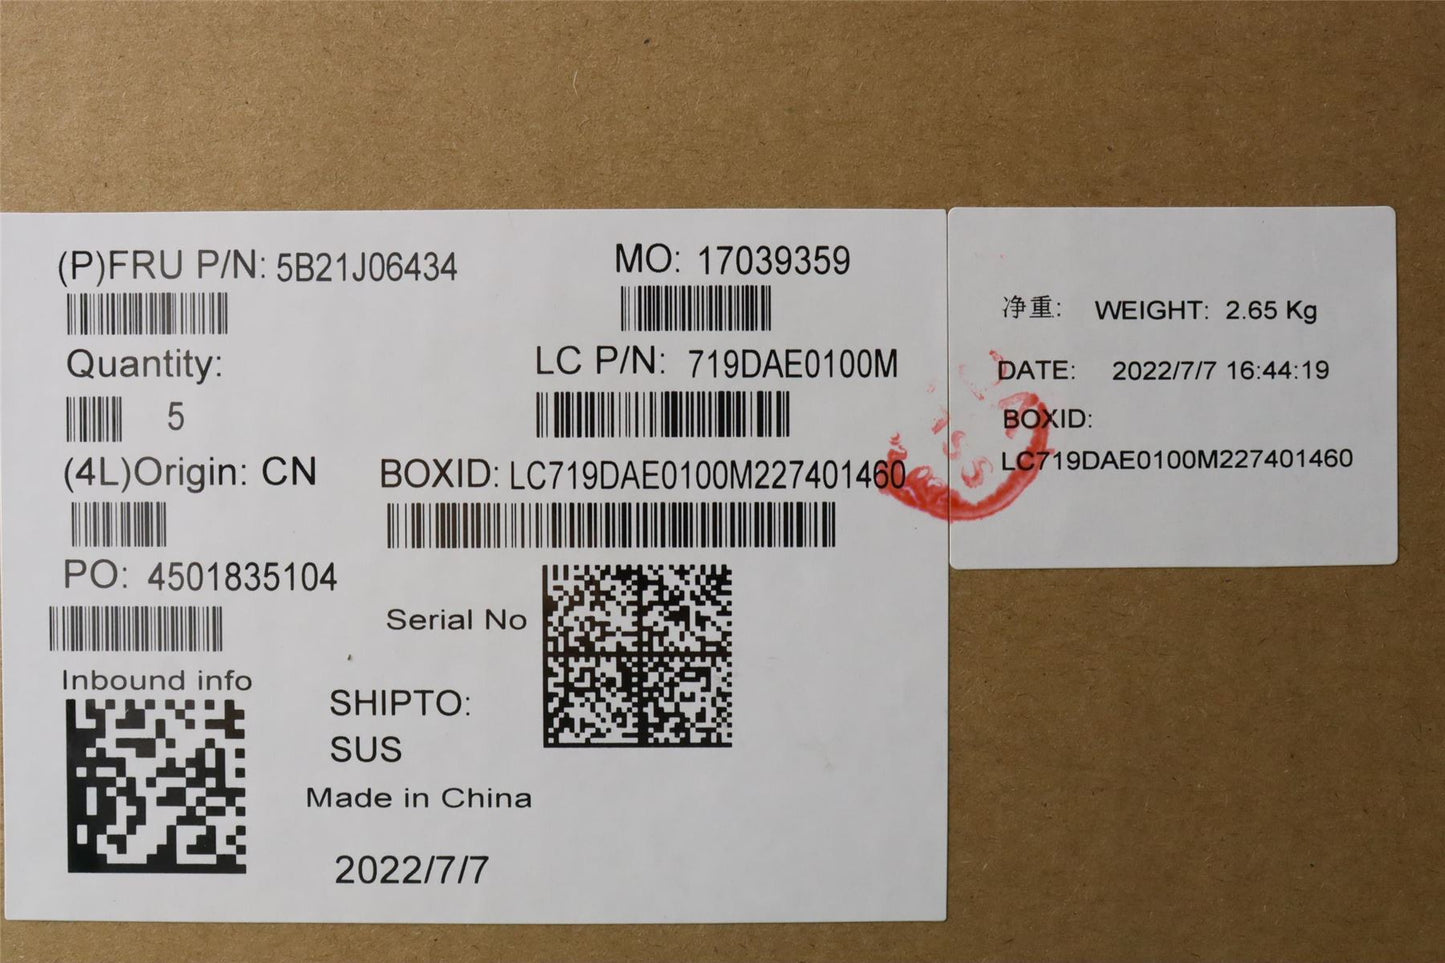 (P)FRU P/N: 5B21J06434
MO: 17039359
Quantity:
5
LC P/N: 719DAE0100M
(4L)Origin: CN
BOXID: LC719DAE0100M227401460
PO: 4501835104
Serial No
Inbound info
SHIPTO:
SUS
Made in China
2022/7/7
净重: WEIGHT: 2.65 Kg
DATE: 2022/7/7 16:44:19
BOXID:
LC719DAE0100M227401460